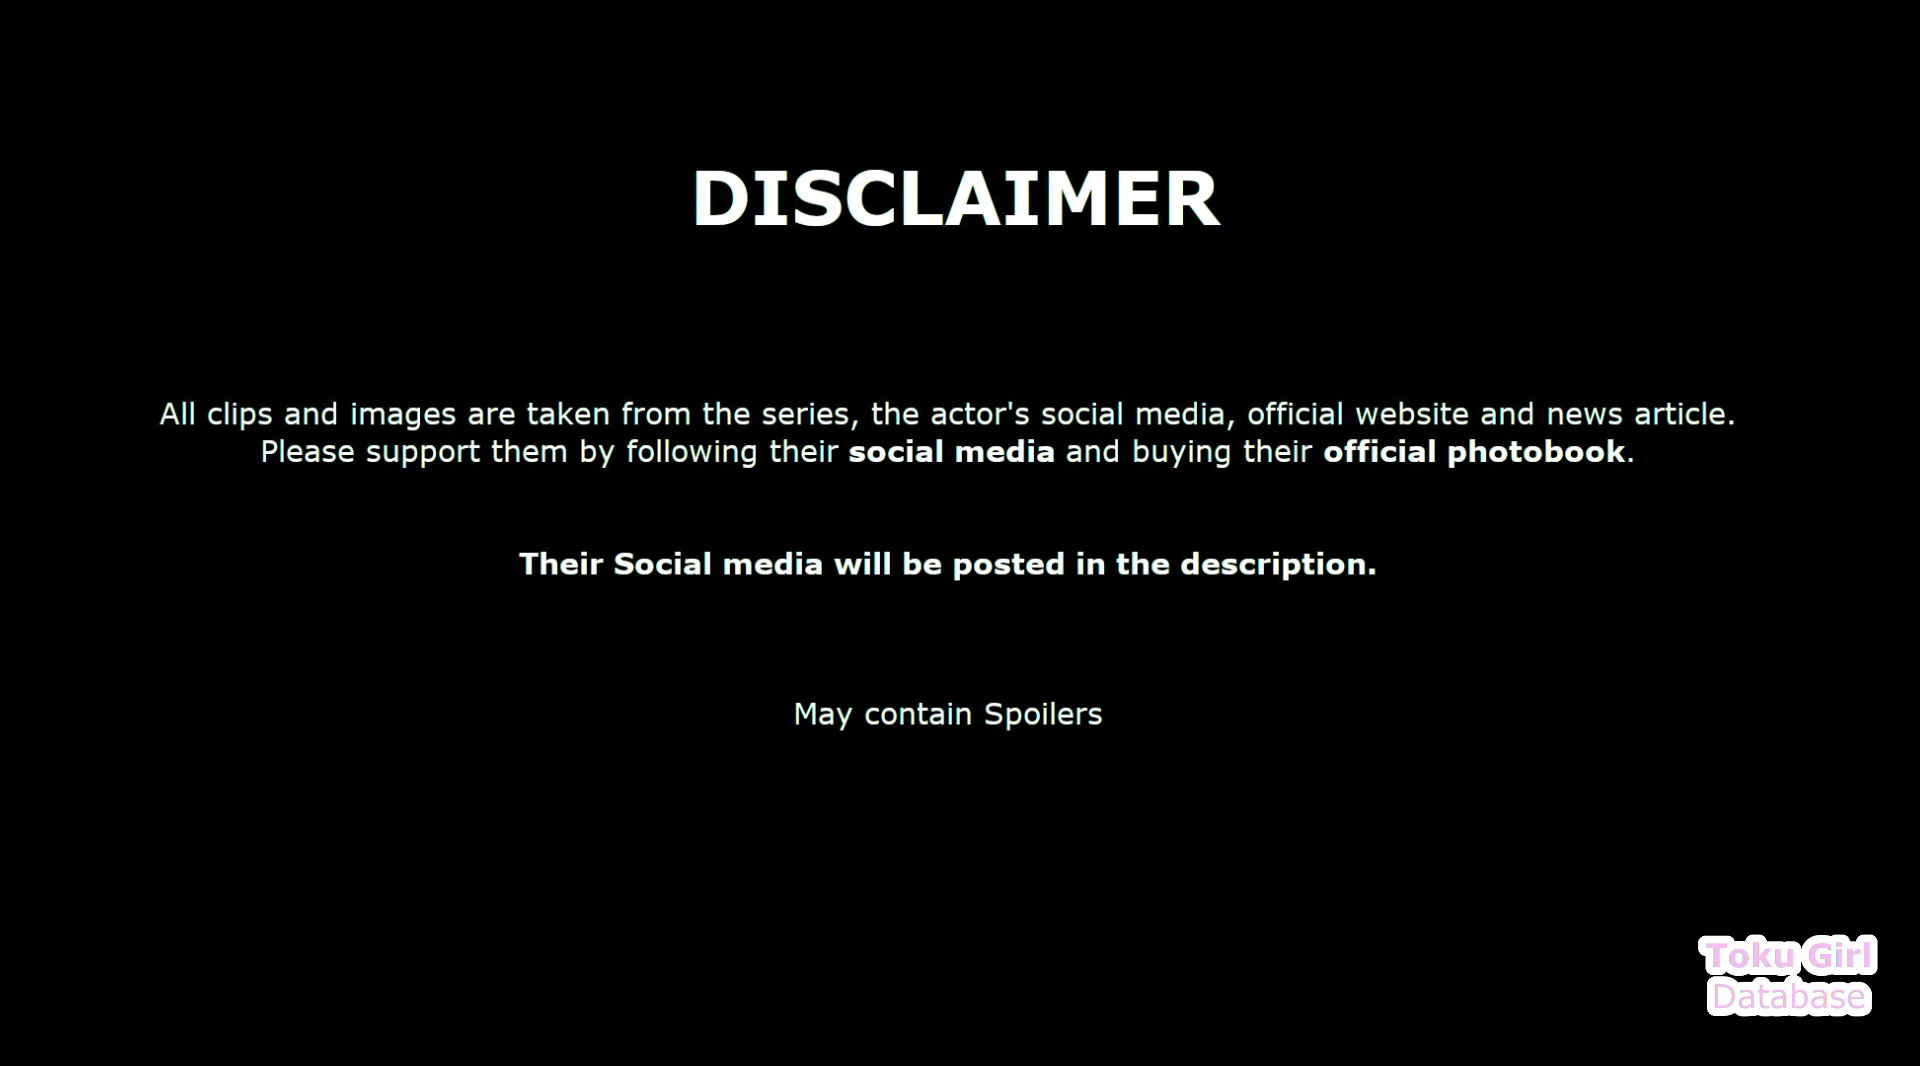 DISCLAIMER
All clips and images are taken from the series, the actor's social media, official website and news article.
Please support them by following their social media and buying their official photobook.
Their Social media will be posted in the description.
May contain Spoilers
Toku Girl
Database